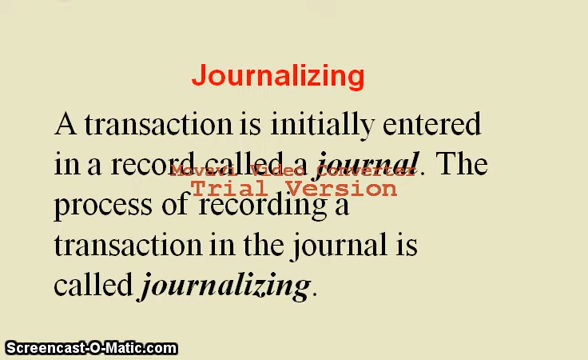 Journalizing
A transaction is initially entered
in a record called a journal. The
Movavi Video Converter
Trial Version
process of recording a
transaction in the journal is
called journalizing.
Screencast-O-Matic.com